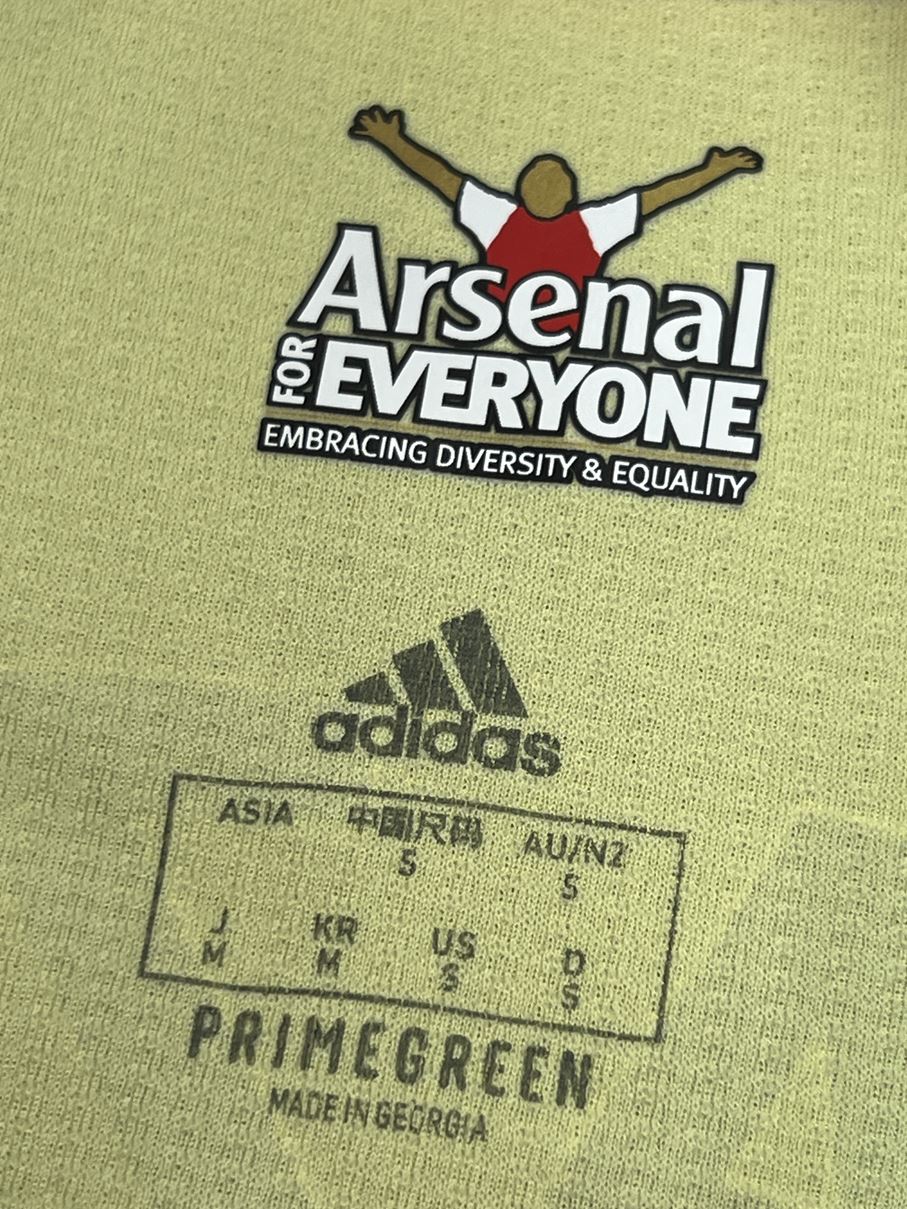 Arsenal
FOR EVERYONE
EMBRACING DIVERSITY & EQUALITY
adidas
ASIA 中国尺码 AU/NZ
S S
J KR US D
M M S S
PRIMEGREEN
MADE IN GEORGIA